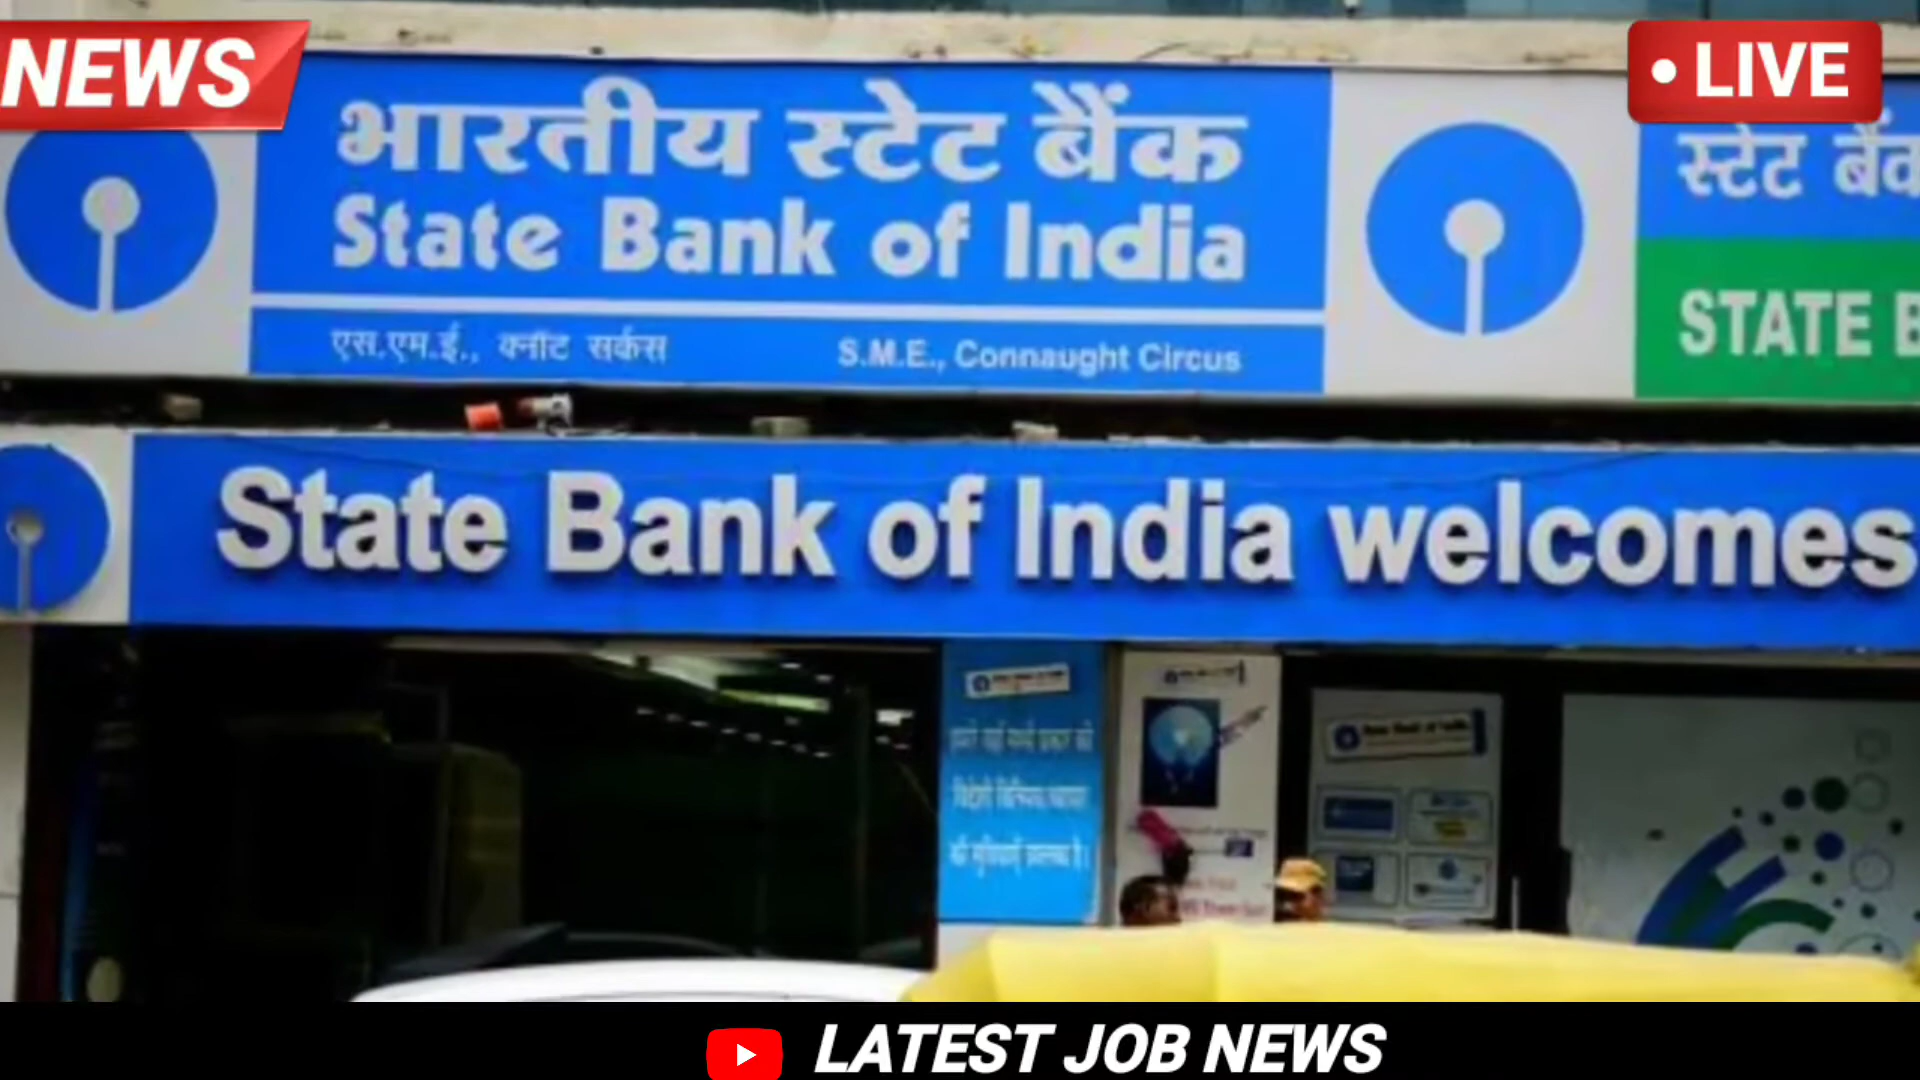 NEWS
LIVE
भारतीय स्टेट बैंक
State Bank of India
एस.एम.ई., क्नॉट सर्कस
S.M.E., Connaught Circus
स्टेट
STATE
State Bank of India welcomes
LATEST JOB NEWS